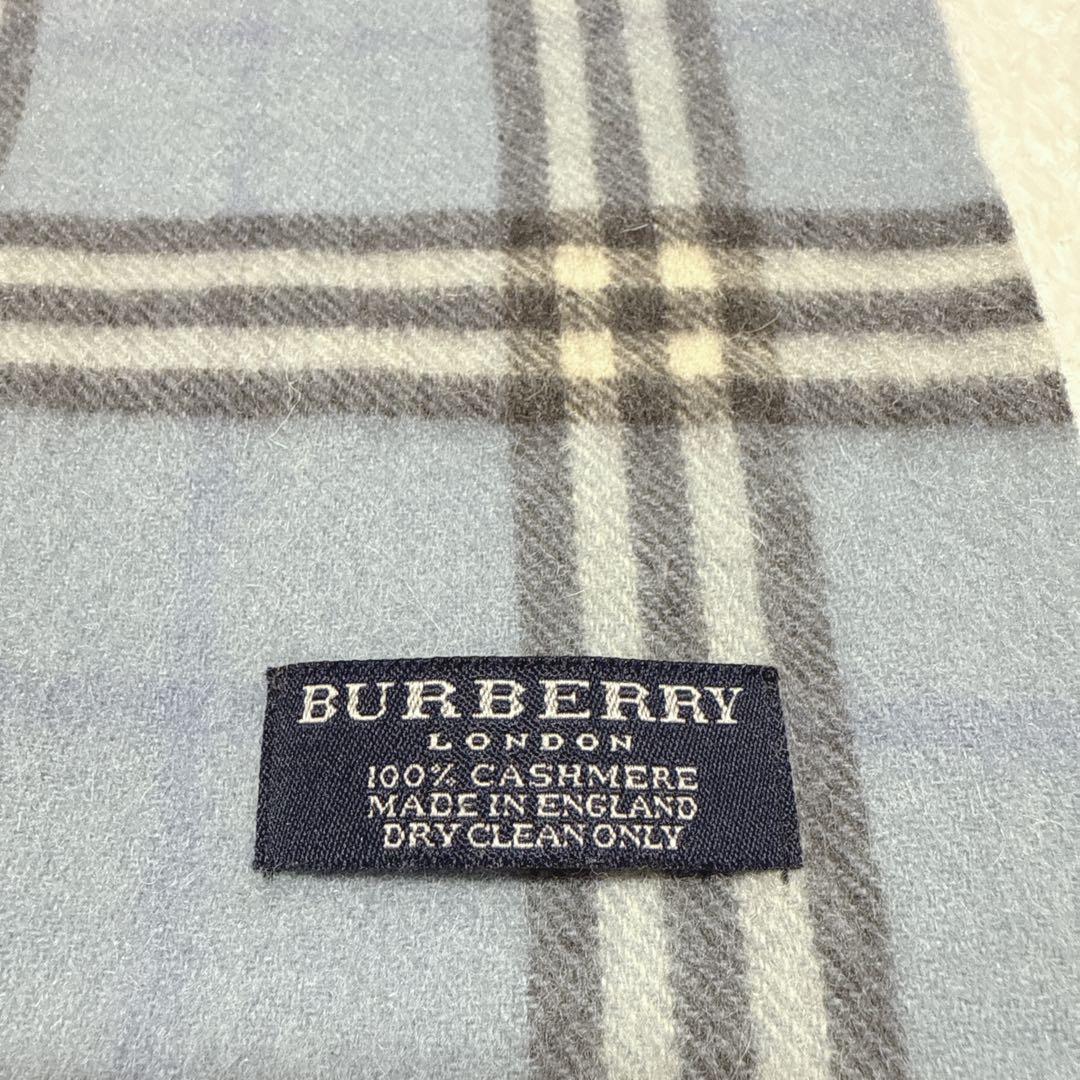 BURBERRY
LONDON
100% CASHMERE
MADE IN ENGLAND
DRY CLEAN ONLY